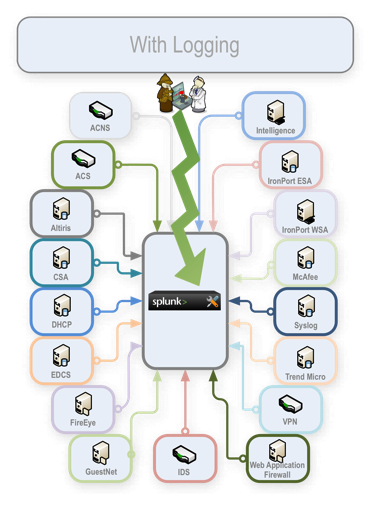 With Logging
ACNS
Intelligence
ACS
IronPort ESA
Altiris
IronPort WSA
CSA
McAfee
splunk>
DHCP
Syslog
EDCS
Trend Micro
FireEye
VPN
GuestNet
IDS
Web Application
Firewall